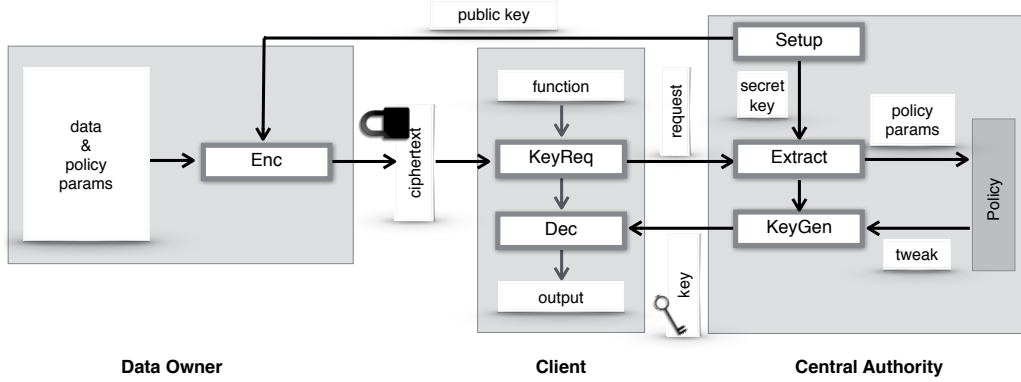 public key
Setup
data
&
policy
params
Enc
ciphertext
function
KeyReq
Dec
output
request
key
secret
key
Extract
KeyGen
policy
params
Policy
tweak
Data Owner
Client
Central Authority